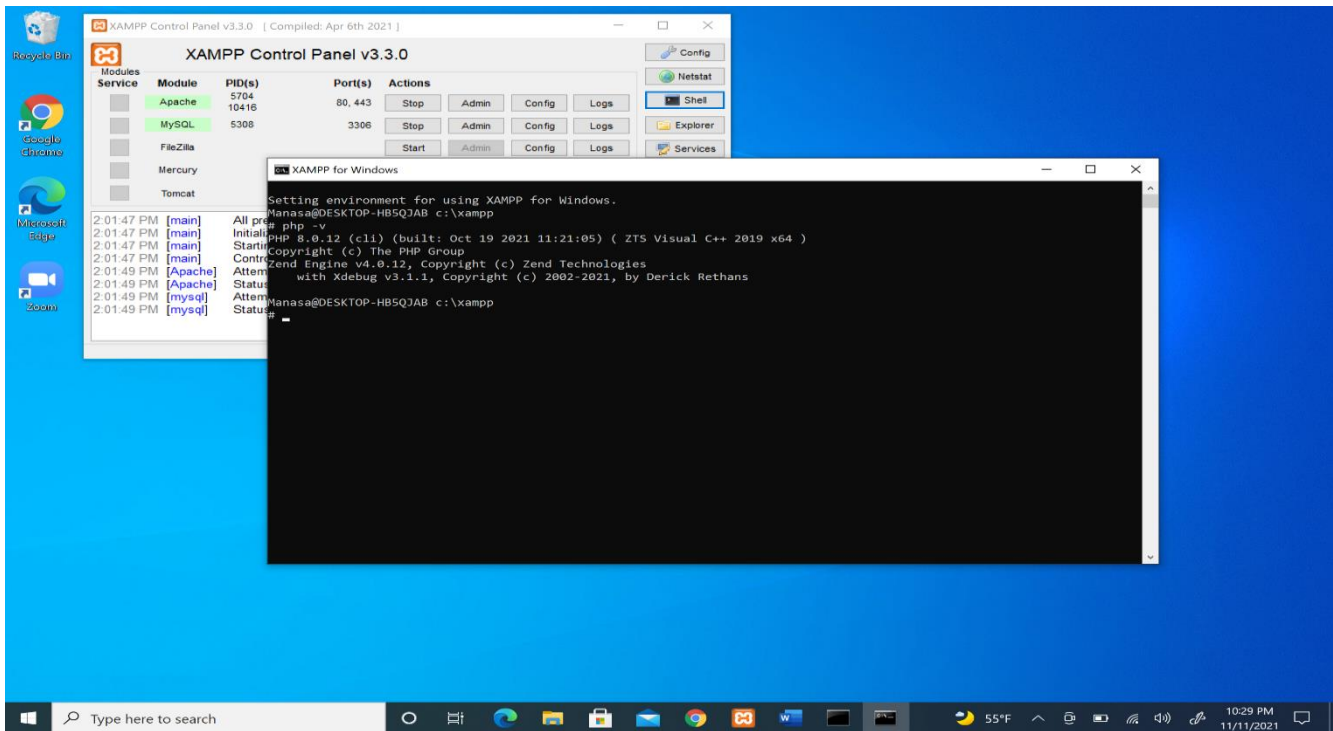 Recycle Bin
Google
Chrome
Microsoft
Edge
Zoom
XAMPP Control Panel v3.3.0 [ Compiled: Apr 6th 2021 ]
XAMPP Control Panel v3.3.0
Modules
Service Module PID(s) Port(s) Actions
Apache 5704 10416 80, 443 Stop Admin Config Logs
MySQL 5308 3306 Stop Admin Config Logs
FileZilla Start Admin Config Logs
Mercury
Tomcat
Config
Netstat
Shell
Explorer
Services
2:01:47 PM [main] All pre
2:01:47 PM [main] Initiali
2:01:47 PM [main] Startin
2:01:47 PM [main] Contr
2:01:49 PM [Apache] Attem
2:01:49 PM [Apache] Status
2:01:49 PM [mysql] Attem
2:01:49 PM [mysql] Status
XAMPP for Windows
Setting environment for using XAMPP for Windows.
Manasa@DESKTOP-HB5QJAB c:\xampp
# php -v
PHP 8.0.12 (cli) (built: Oct 19 2021 11:21:05) ( ZTS Visual C++ 2019 x64 )
Copyright (c) The PHP Group
Zend Engine v4.0.12, Copyright (c) Zend Technologies
with Xdebug v3.1.1, Copyright (c) 2002-2021, by Derick Rethans
Manasa@DESKTOP-HB5QJAB c:\xampp
# _
Type here to search
55°F
10:29 PM
11/11/2021